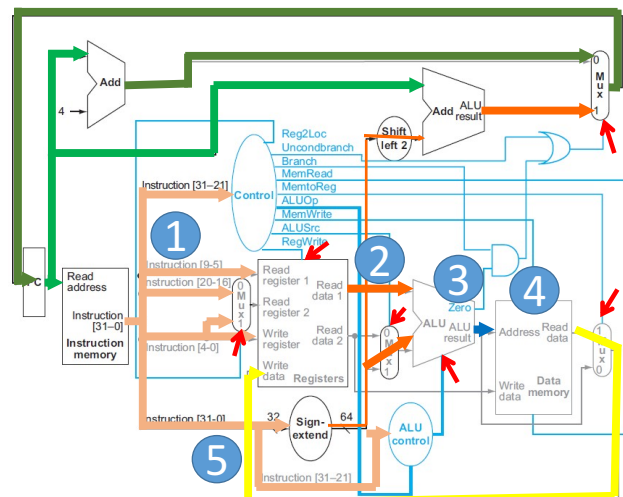 Add
4
0
M
u
x
1
Add
ALU
result
Shift
left 2
Reg2Loc
Uncondbranch
Branch
MemRead
MemtoReg
ALUOp
MemWrite
ALUSrc
RegWrite
Instruction [31–21]
Control
1
2
3
4
5
Read
address
Instruction
[31–0]
Instruction
memory
Instruction [9-5]
Instruction [20-16]
Instruction [4-0]
0
M
u
x
1
Read
register 1
Read
register 2
Write
register
Write
data
Read
data 1
Read
data 2
Registers
0
M
u
x
1
Zero
ALU
ALU
result
Address
Read
data
Write
data
Data
memory
1
ux
0
Instruction [31-0]
32
Sign-
extend
64
ALU
control
Instruction [31–21]